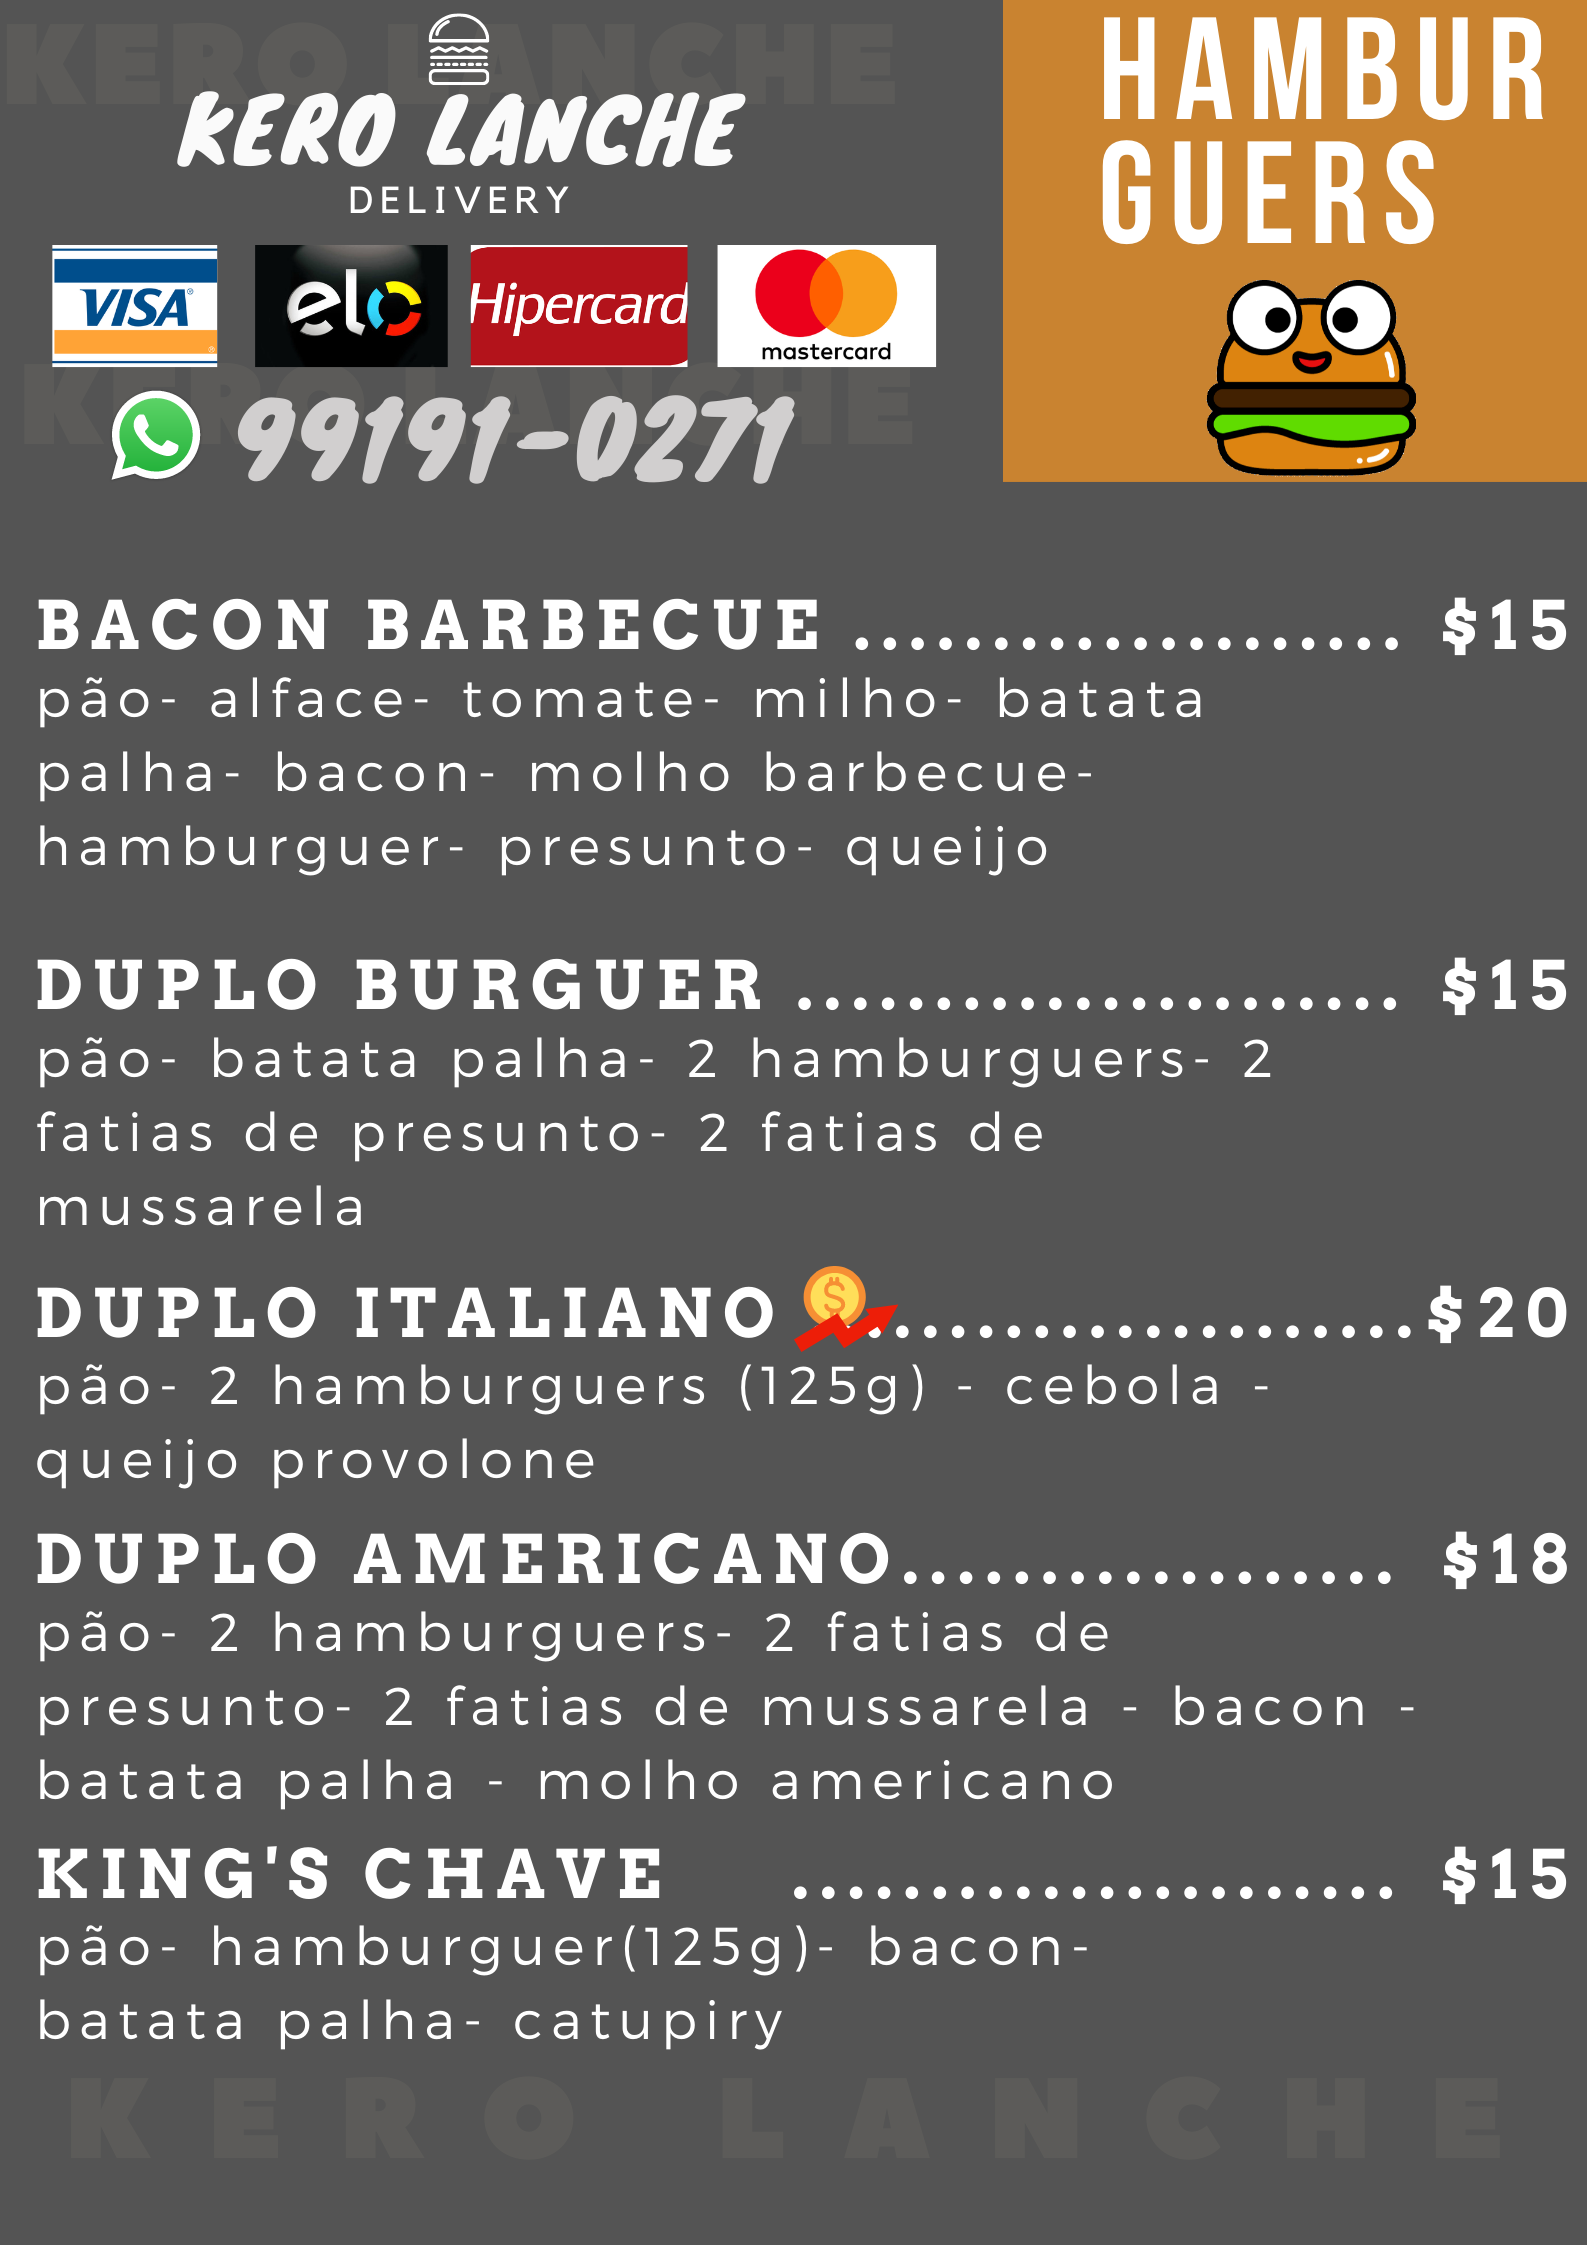 KERO LANCHE
KERO LANCHE
DELIVERY
HAMBUR
GUERS
VISA
elo
Hipercard
mastercard
KERO LANCHE
99191-0271
BACON BARBECUE .................... $15
pão- alface- tomate- milho- batata
palha- bacon- molho barbecue-
hamburguer- presunto- queijo
DUPLO BURGUER ...................... $15
pão- batata palha- 2 hamburguers- 2
fatias de presunto- 2 fatias de
mussarela
DUPLO ITALIANO $ ......................$20
pão- 2 hamburguers (125g) - cebola -
queijo provolone
DUPLO AMERICANO.................. $18
pão- 2 hamburguers- 2 fatias de
presunto- 2 fatias de mussarela - bacon -
batata palha - molho americano
KING'S CHAVE ...................... $15
pão- hamburguer(125g)- bacon-
batata palha- catupiry
KERO LANCHE